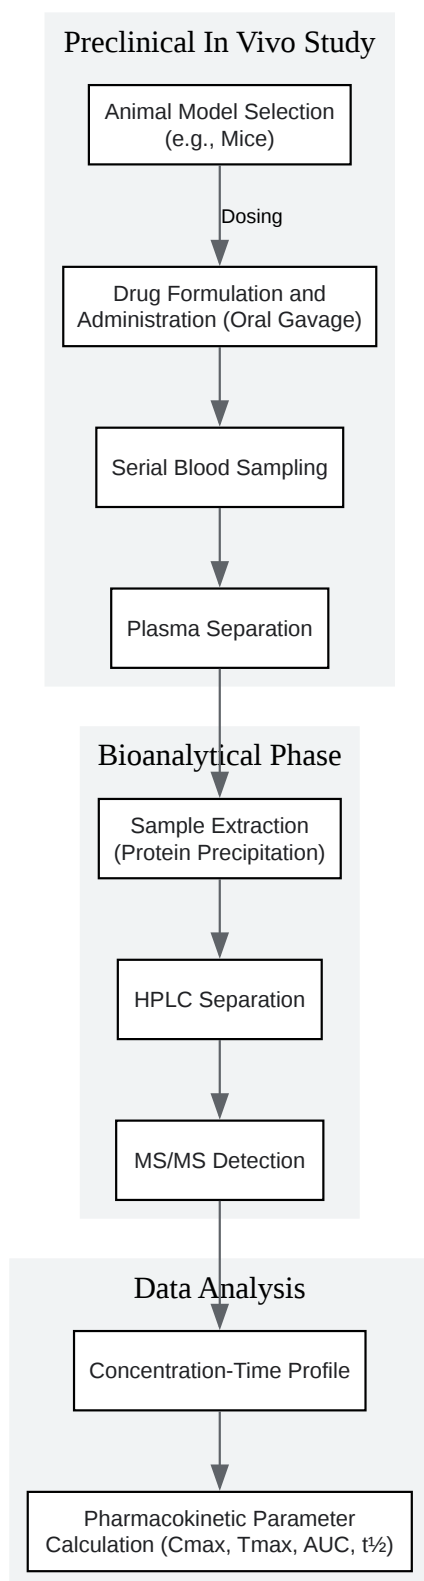 Preclinical In Vivo Study
Animal Model Selection
(e.g., Mice)
Dosing
Drug Formulation and
Administration (Oral Gavage)
Serial Blood Sampling
Plasma Separation
Bioanalytical Phase
Sample Extraction
(Protein Precipitation)
HPLC Separation
MS/MS Detection
Data Analysis
Concentration-Time Profile
Pharmacokinetic Parameter
Calculation (Cmax, Tmax, AUC, t½)